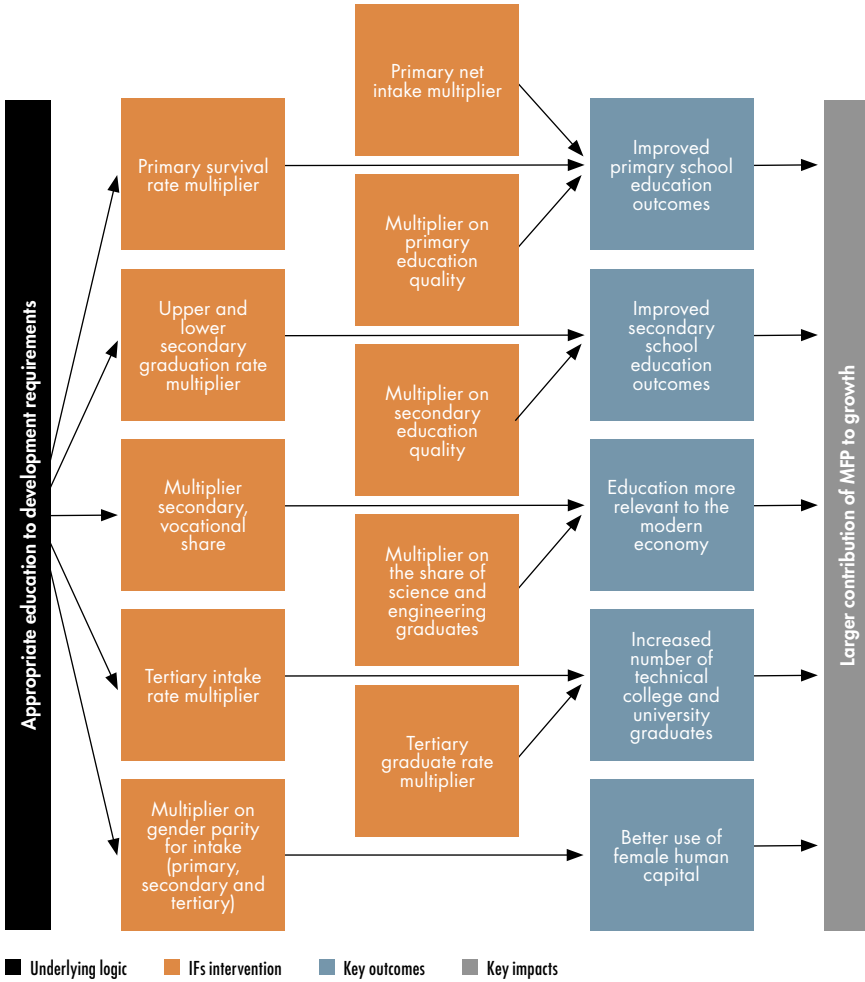 Appropriate education to development requirements
Primary survival
rate multiplier
Upper and
lower
secondary
graduation rate
multiplier
Multiplier
secondary,
vocational
share
Tertiary intake
rate multiplier
Multiplier on
gender parity
for intake
(primary,
secondary and
tertiary)
Primary net
intake multiplier
Multiplier on
primary
education
quality
Multiplier on
secondary
education
quality
Multiplier on
the share of
science and
engineering
graduates
Tertiary
graduate rate
multiplier
Improved
primary school
education
outcomes
Improved
secondary
school
education
outcomes
Education more
relevant to the
modern
economy
Increased
number of
technical
college and
university
graduates
Better use of
female human
capital
Larger contribution of MFP to growth
Underlying logic
IFs intervention
Key outcomes
Key impacts